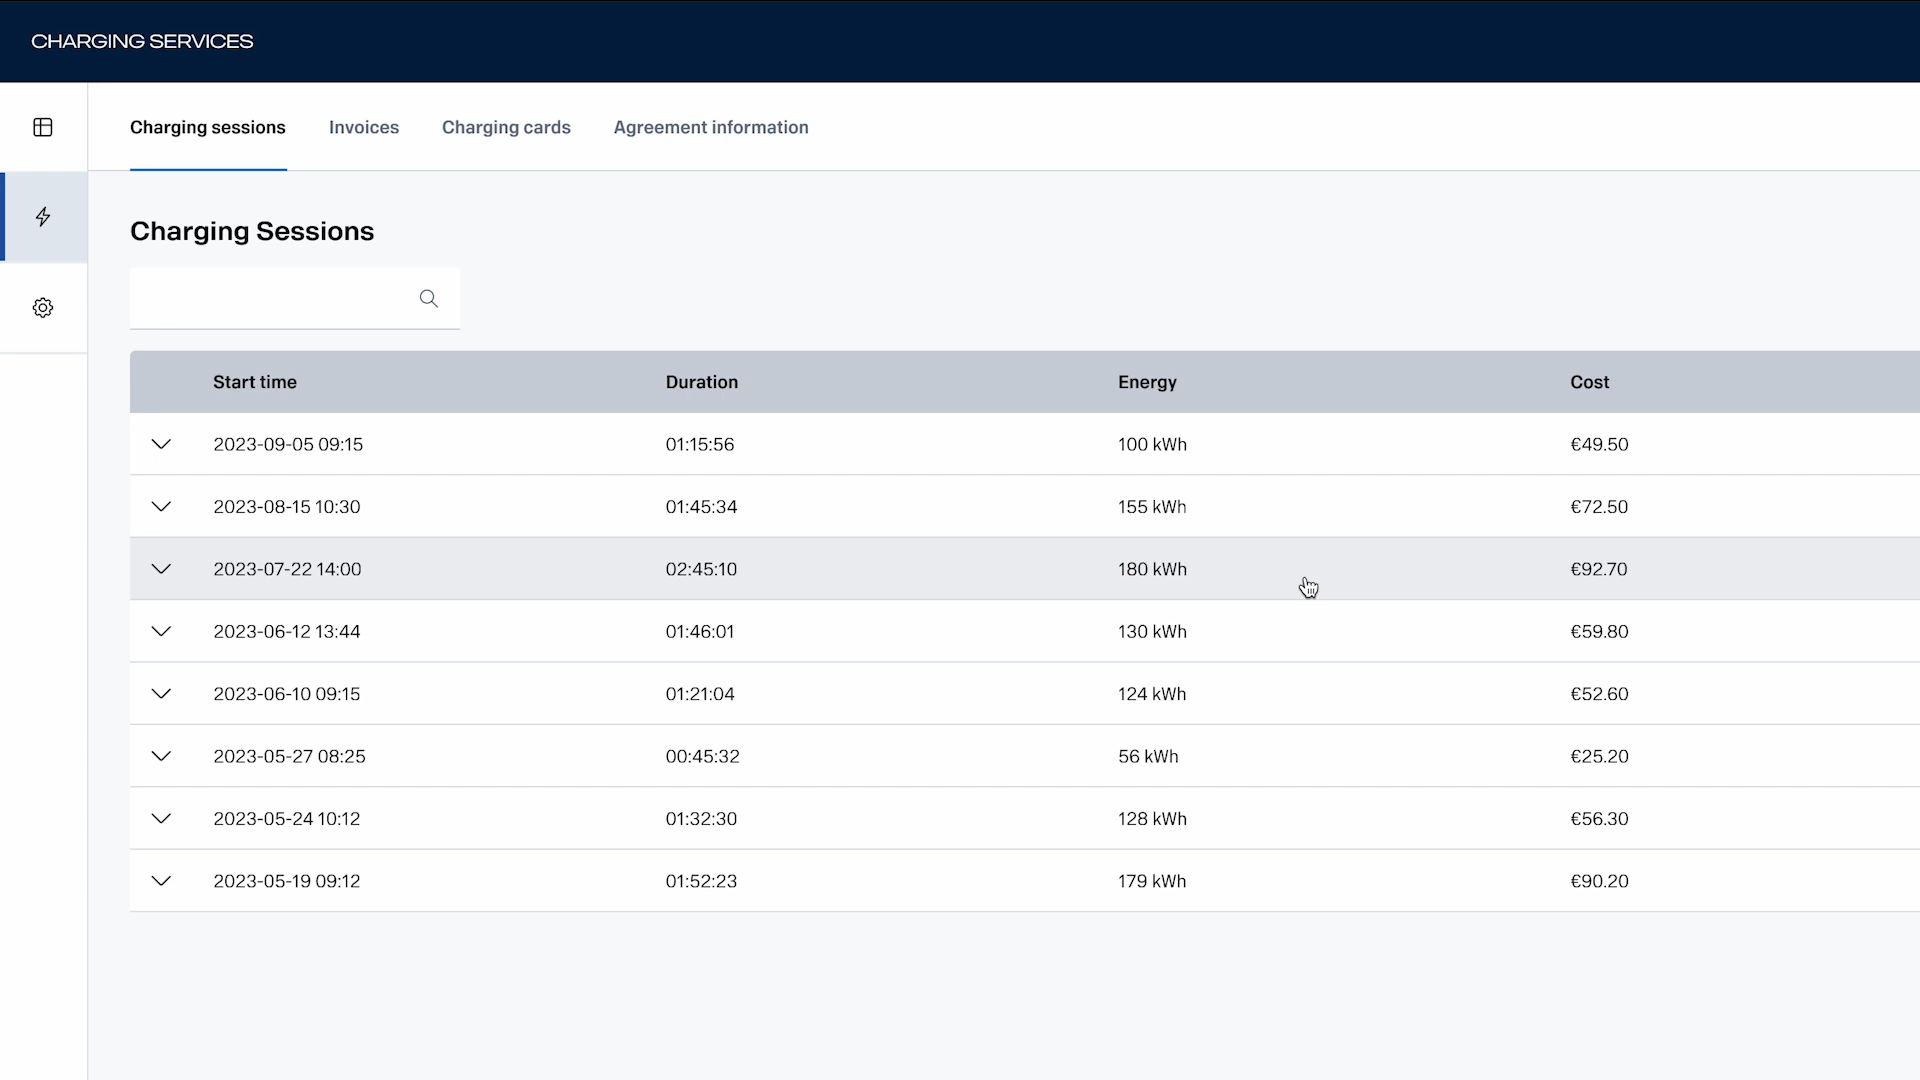 CHARGING SERVICES
Charging sessions Invoices Charging cards Agreement information
Charging Sessions
Start time Duration Energy Cost
2023-09-05 09:15 01:15:56 100 kWh €49.50
2023-08-15 10:30 01:45:34 155 kWh €72.50
2023-07-22 14:00 02:45:10 180 kWh €92.70
2023-06-12 13:44 01:46:01 130 kWh €59.80
2023-06-10 09:15 01:21:04 124 kWh €52.60
2023-05-27 08:25 00:45:32 56 kWh €25.20
2023-05-24 10:12 01:32:30 128 kWh €56.30
2023-05-19 09:12 01:52:23 179 kWh €90.20